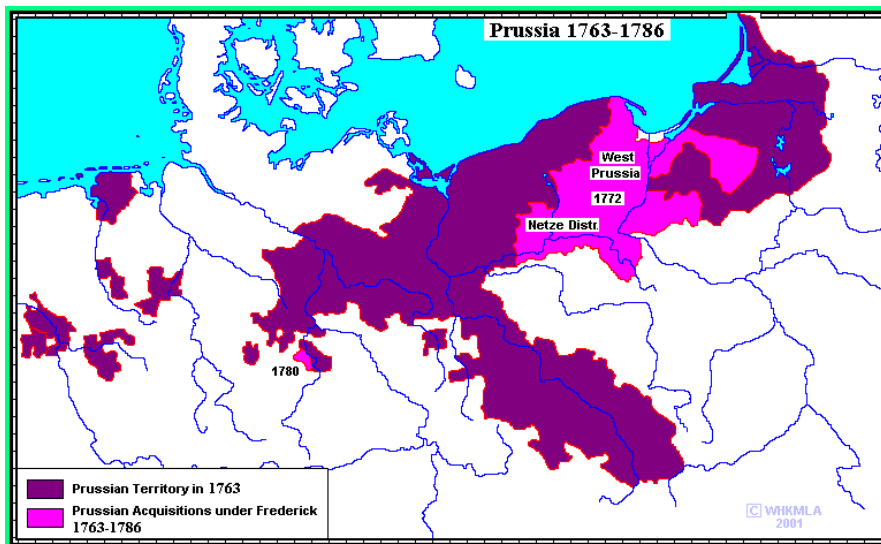 Prussia 1763-1786
West
Prussia
1772
Netze Distr.
1780
Prussian Territory in 1763
Prussian Acquisitions under Frederick
1763-1786
C WHKMLA
2001